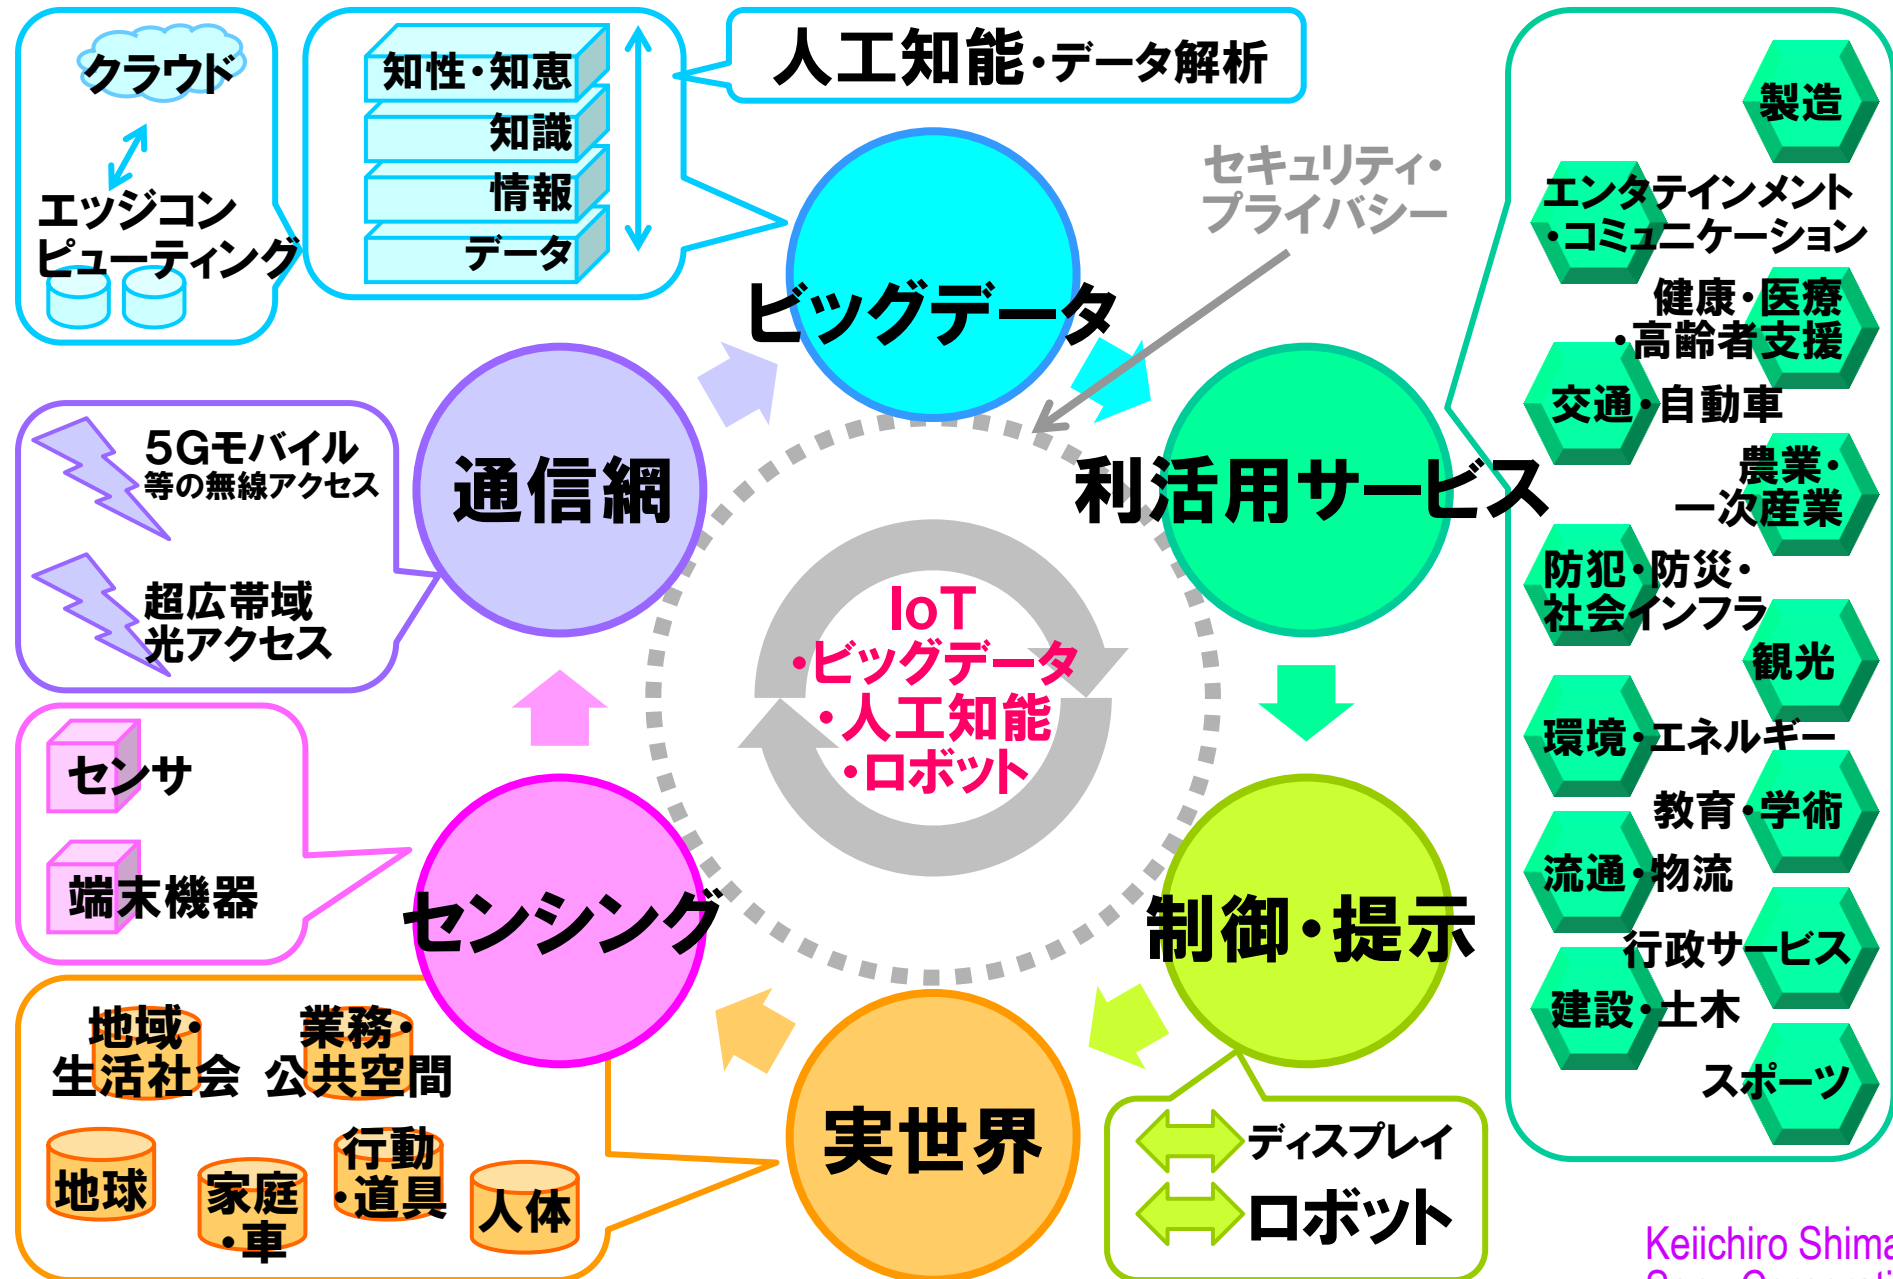 クラウド
エッジコン
ピューティング
知性・知恵
知識
情報
データ
人工知能・データ解析
セキュリティ・
プライバシー
ビッグデータ
通信網
利活用サービス
5Gモバイル
等の無線アクセス
超広帯域
光アクセス
IoT
・ビッグデータ
・人工知能
・ロボット
センサ
端末機器
センシング
制御・提示
実世界
地域・
生活社会
業務・
公共空間
地球
家庭
・車
行動
・道具
人体
ディスプレイ
ロボット
製造
エンタテインメント
・コミュニケーション
健康・医療
・高齢者支援
交通・自動車
農業・
一次産業
防犯・防災・
社会インフラ
観光
環境・エネルギー
教育・学術
流通・物流
行政サービス
建設・土木
スポーツ
Keiichiro